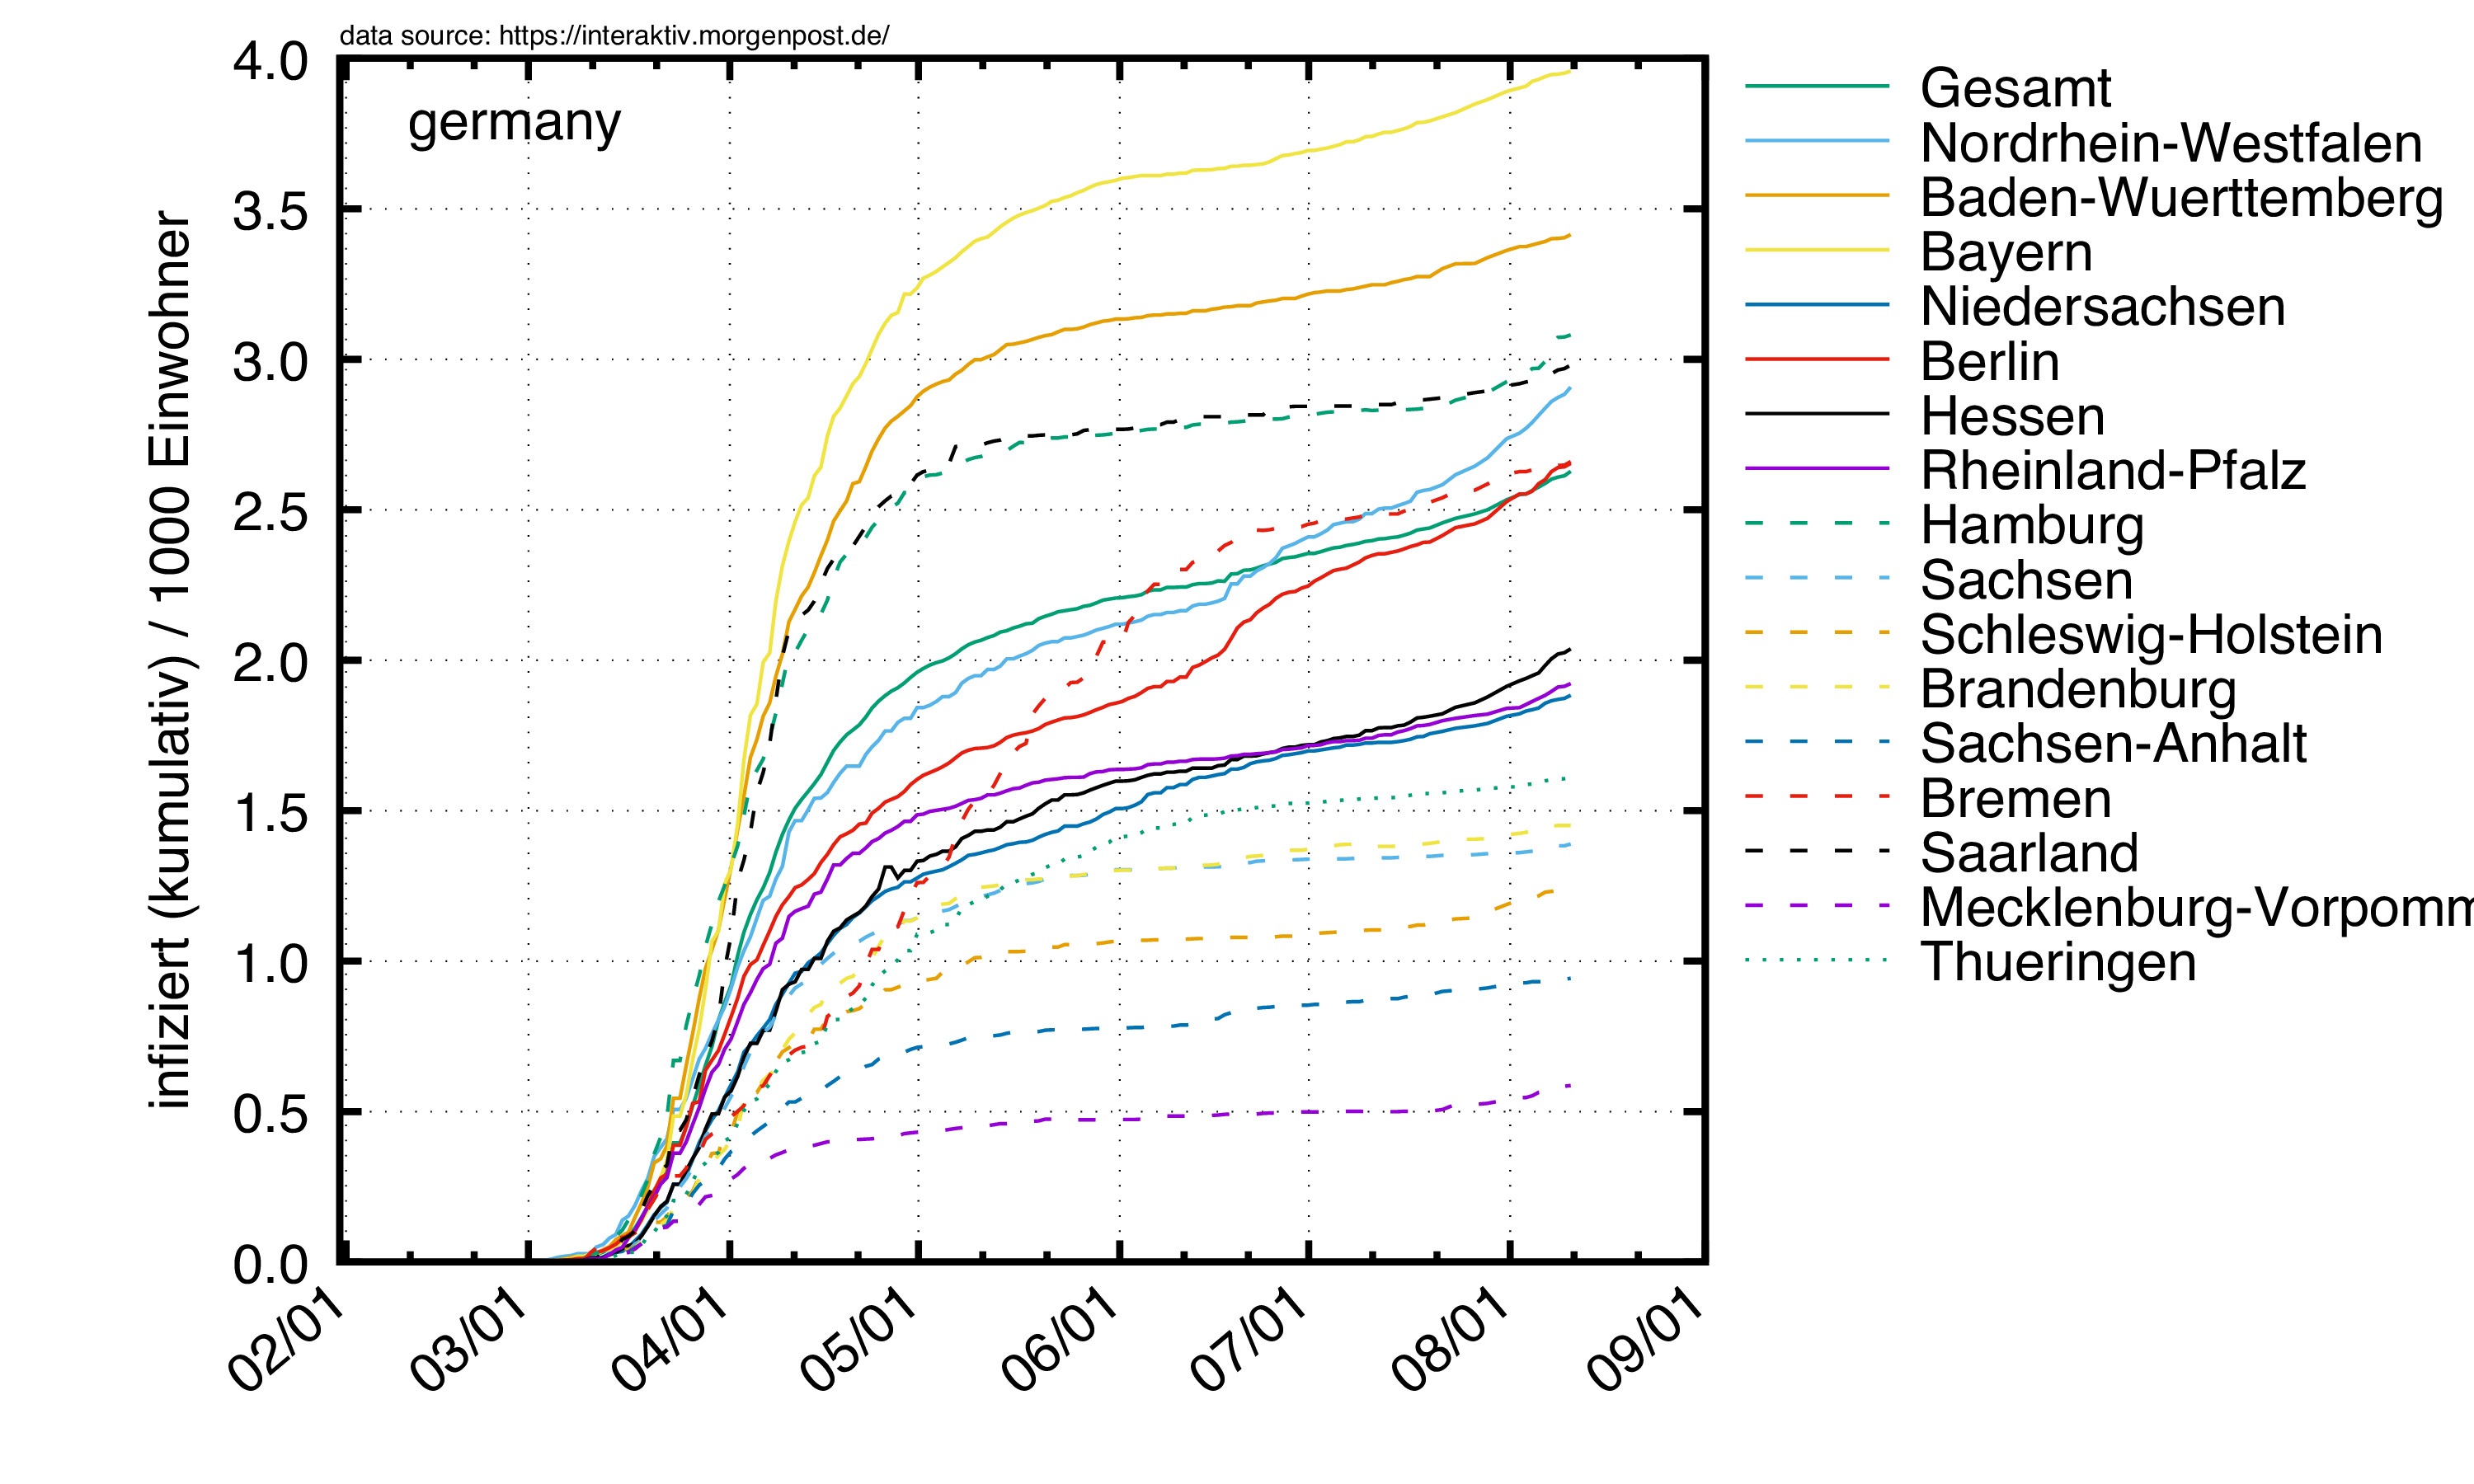 data source: https://interaktiv.morgenpost.de/
germany
infiziert (kumulativ) / 1000 Einwohner
4.0
3.5
3.0
2.5
2.0
1.5
1.0
0.5
0.0
02/01
03/01
04/01
05/01
06/01
07/01
08/01
09/01
Gesamt
Nordrhein-Westfalen
Baden-Wuerttemberg
Bayern
Niedersachsen
Berlin
Hessen
Rheinland-Pfalz
Hamburg
Sachsen
Schleswig-Holstein
Brandenburg
Sachsen-Anhalt
Bremen
Saarland
Mecklenburg-Vorpomm
Thueringen